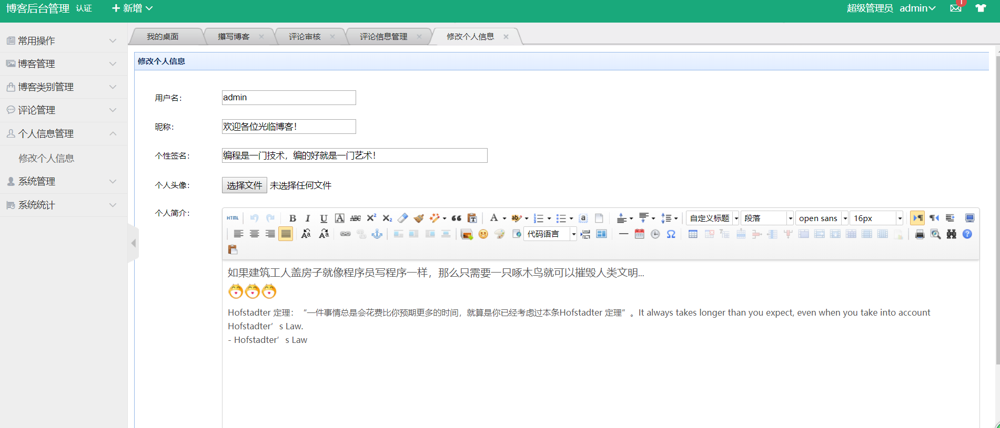 博客后台管理 认证 新增 超级管理员 admin 1
常用操作
博客管理
博客类别管理
评论管理
个人信息管理
修改个人信息
系统管理
系统统计
我的桌面 撰写博客 评论审核 评论信息管理 修改个人信息
修改个人信息
用户名： admin
昵称： 欢迎各位光临博客！
个性签名： 编程是一门技术，编的好就是一门艺术！
个人头像： 选择文件 未选择任何文件
个人简介：
HTML B I U A ABC X² X₂ T A ab a 自定义标题 段落 open sans 16px
Aa Aa 代码语言 Ω ?
如果建筑工人盖房子就像程序员写程序一样，那么只需要一只啄木鸟就可以摧毁人类文明...
Hofstadter 定理：“一件事情总是会花费比你预期更多的时间，就算是你已经考虑过本条Hofstadter 定理”。It always takes longer than you expect, even when you take into account
Hofstadter’s Law.
- Hofstadter’s Law